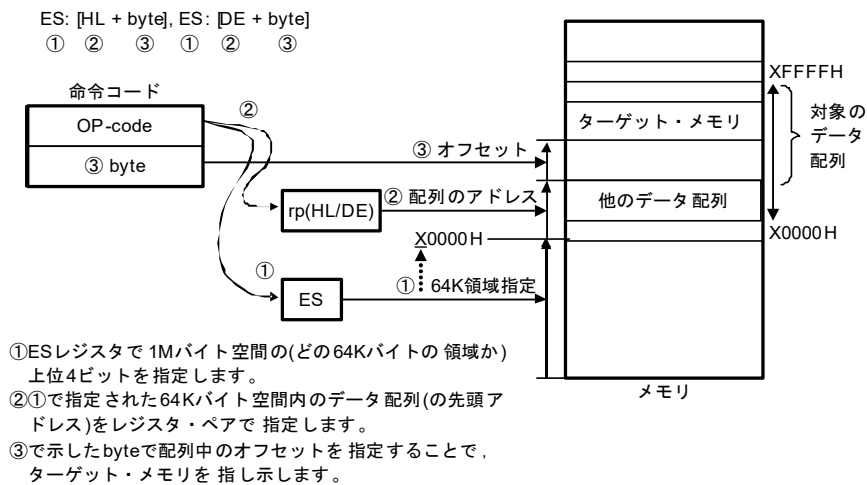 ES: [HL + byte], ES: [DE + byte]
① ② ③ ① ② ③
命令コード
OP-code
③ byte
②
rp(HL/DE)
①
ES
③ オフセット
② 配列のアドレス
X0000H
① 64K領域指定
ターゲット・メモリ
他のデータ配列
メモリ
XFFFFH
対象の
データ
配列
X0000H
①ESレジスタで1Mバイト空間の(どの64Kバイトの領域か)
上位4ビットを指定します。
②①で指定された64Kバイト空間内のデータ配列(の先頭ア
ドレス)をレジスタ・ペアで指定します。
③で示したbyteで配列中のオフセットを指定することで,
ターゲット・メモリを指し示します。